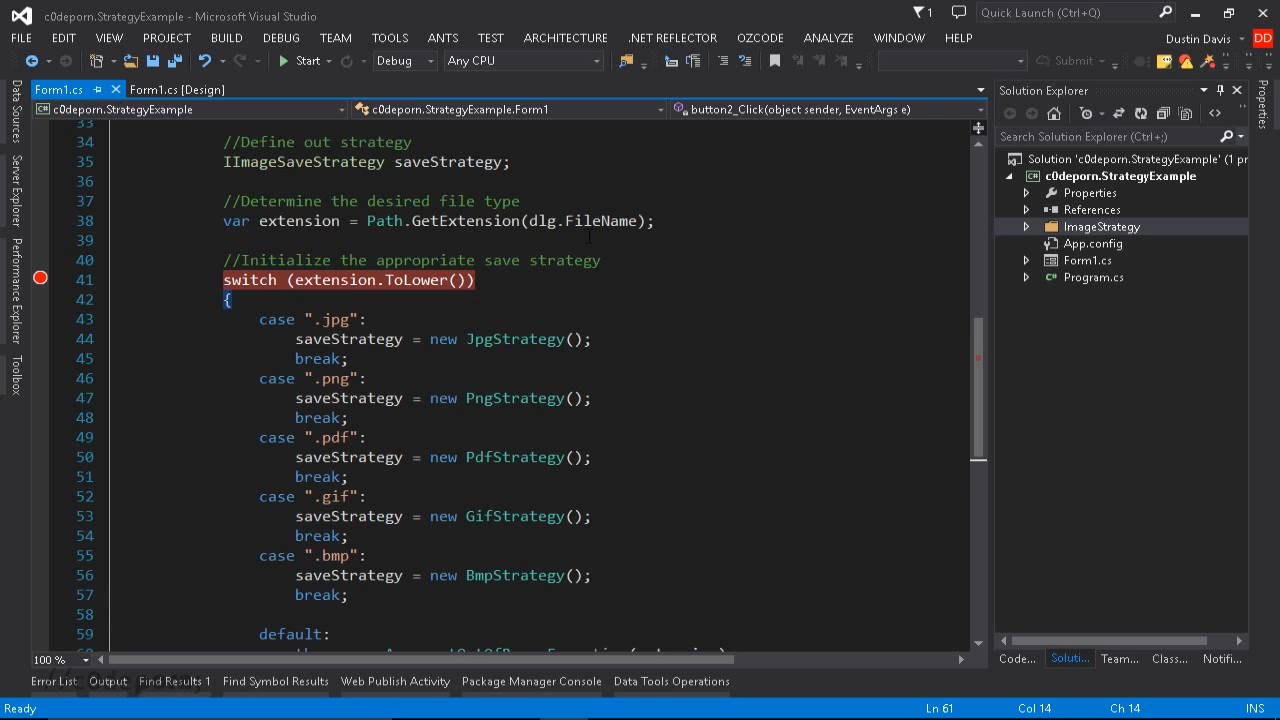 c0deporn.StrategyExample - Microsoft Visual Studio
1
Quick Launch (Ctrl+Q)
FILE EDIT VIEW PROJECT BUILD DEBUG TEAM TOOLS ANTS TEST ARCHITECTURE .NET REFLECTOR OZCODE ANALYZE WINDOW HELP
Dustin Davis DD
Start Debug Any CPU Submit
Form1.cs Form1.cs [Design]
c0deporn.StrategyExample c0deporn.StrategyExample.Form1 button2_Click(object sender, EventArgs e)
33
34 //Define out strategy
35 IImageSaveStrategy saveStrategy;
36
37 //Determine the desired file type
38 var extension = Path.GetExtension(dlg.FileName);
39
40 //Initialize the appropriate save strategy
41 switch (extension.ToLower())
42 {
43 case ".jpg":
44 saveStrategy = new JpgStrategy();
45 break;
46 case ".png":
47 saveStrategy = new PngStrategy();
48 break;
49 case ".pdf":
50 saveStrategy = new PdfStrategy();
51 break;
52 case ".gif":
53 saveStrategy = new GifStrategy();
54 break;
55 case ".bmp":
56 saveStrategy = new BmpStrategy();
57 break;
58
59 default:
100 %
Data Sources
Server Explorer
Performance Explorer
Toolbox
Solution Explorer
Search Solution Explorer (Ctrl+;)
Solution 'c0deporn.StrategyExample' (1 pr
c0deporn.StrategyExample
Properties
References
ImageStrategy
App.config
Form1.cs
Program.cs
Code... Soluti... Team... Class... Notifi...
Properties
Error List Output Find Results 1 Find Symbol Results Web Publish Activity Package Manager Console Data Tools Operations
Ready Ln 61 Col 14 Ch 14 INS